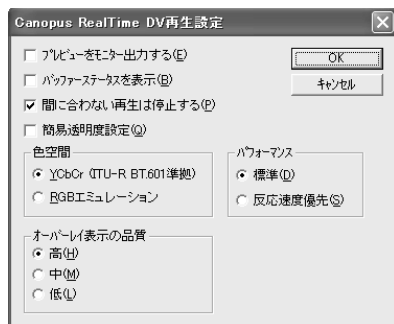 Canopus RealTime DV再生設定
プレビューをモニター出力する(E)
バッファーステータスを表示(B)
間に合わない再生は停止する(P)
簡易透明度設定(Q)
OK
キャンセル
色空間
YCbCr (ITU-R BT.601準拠)
RGBエミュレーション
パフォーマンス
標準(D)
反応速度優先(S)
オーバーレイ表示の品質
高(H)
中(M)
低(L)